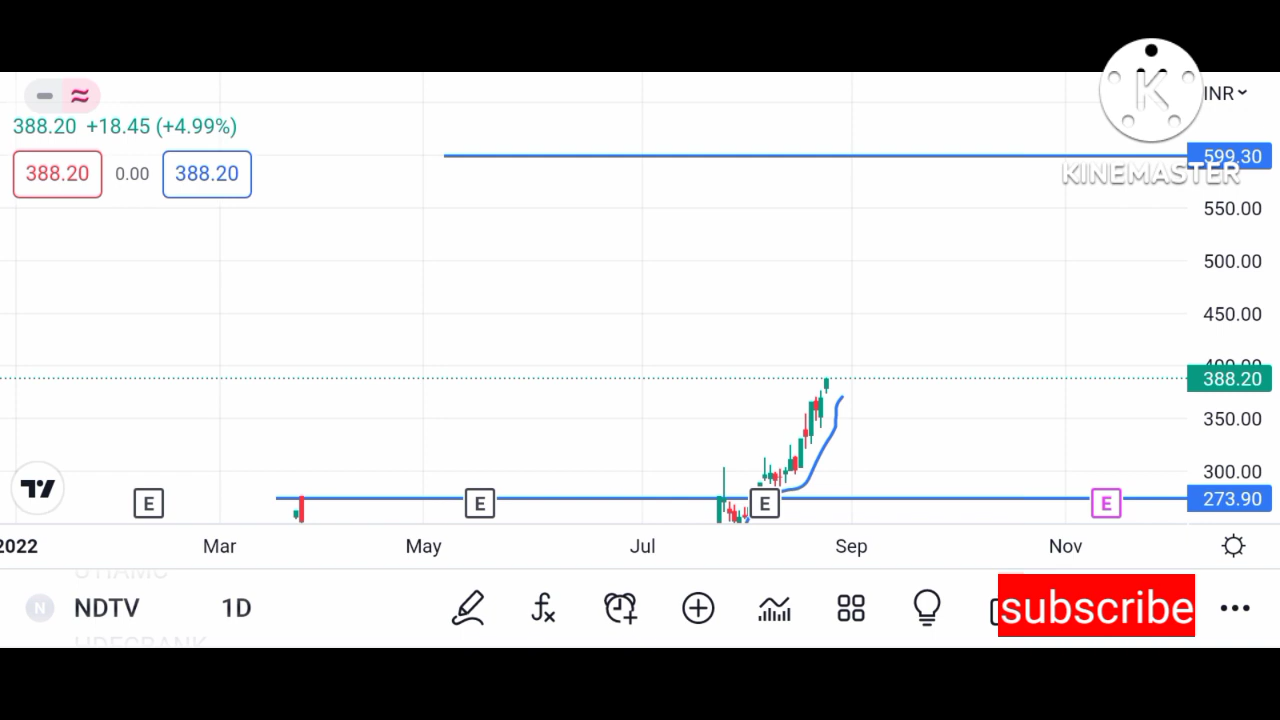 INR
388.20 +18.45 (+4.99%)
388.20 0.00 388.20
K
599.30
KINEMASTER
550.00
500.00
450.00
400.00
388.20
350.00
300.00
E E E E
273.90
2022 Mar May Jul Sep Nov
N NDTV 1D
subscribe